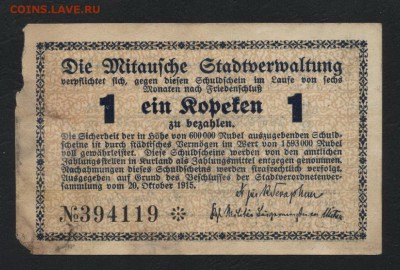 COINS.LAVE.RU
Die Mitausche Stadtverwaltung
verpflichtet sich, gegen diesen Schuldschein im Laufe von sechs
Monaten nach Friedensschluß
1 ein Kopeken 1
zu bezahlen.
Die Sicherheit der in Höhe von 600000 Rubel auszugebenden Schuld-
scheine ist durch städtisches Vermögen im Wert von 1593000 Rubel
voll gewährleistet. Diese Schuldscheine werden von den amtlichen
Zahlungsstellen in Kurland als Zahlungsmittel entgegen genommen.
Nachahmungen dieses Scheines werden strafrechtlich verfolgt.
Ausgegeben auf Grund des Beschlusses der Stadtverordnetenver-
sammlung vom 20. Oktober 1915.
№394119